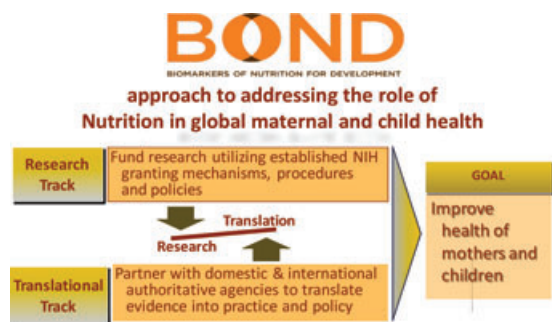 BOND
BIOMARKERS OF NUTRITION FOR DEVELOPMENT
approach to addressing the role of
Nutrition in global maternal and child health
Research
Track
Fund research utilizing established NIH
granting mechanisms, procedures
and policies
Translation
Research
Translational
Track
Partner with domestic & international
authoritative agencies to translate
evidence into practice and policy
GOAL
Improve
health of
mothers and
children